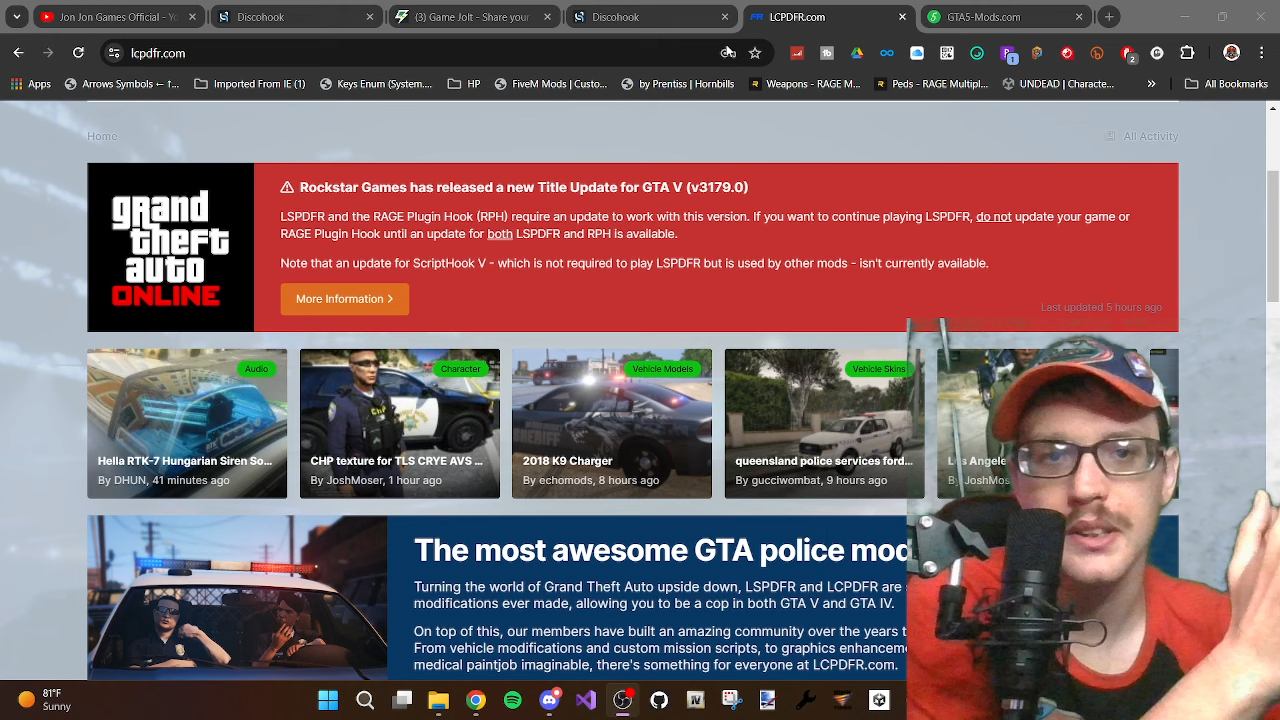 Jon Jon Games Official - Y
Discohook
(3) Game Jolt - Share your
Discohook
LCPDFR.com
GTA5-Mods.com
lcpdfr.com
1
2
Apps
Arrows Symbols ← ↑...
Imported From IE (1)
Keys Enum (System....
HP
FiveM Mods | Custo...
by Prentiss | Hornbills
Weapons - RAGE M...
Peds - RAGE Multipl...
UNDEAD | Characte...
»
All Bookmarks
Home
All Activity
grand
theft
auto
ONLINE
Rockstar Games has released a new Title Update for GTA V (v3179.0)
LSPDFR and the RAGE Plugin Hook (RPH) require an update to work with this version. If you want to continue playing LSPDFR, do not update your game or
RAGE Plugin Hook until an update for both LSPDFR and RPH is available.
Note that an update for ScriptHook V - which is not required to play LSPDFR but is used by other mods - isn't currently available.
More Information
Last updated 5 hours ago
Audio
Hella RTK-7 Hungarian Siren So...
By DHUN, 41 minutes ago
Character
CHP texture for TLS CRYE AVS ...
By JoshMoser, 1 hour ago
Vehicle Models
SHERIFF
2018 K9 Charger
By echomods, 8 hours ago
Vehicle Skins
queensland police services ford...
By gucciwombat, 9 hours ago
Los Angele
By JoshMos
The most awesome GTA police mod
Turning the world of Grand Theft Auto upside down, LSPDFR and LCPDFR are
modifications ever made, allowing you to be a cop in both GTA V and GTA IV.
On top of this, our members have built an amazing community over the years t
From vehicle modifications and custom mission scripts, to graphics enhanceme
medical paintjob imaginable, there's something for everyone at LCPDFR.com.
81°F
Sunny